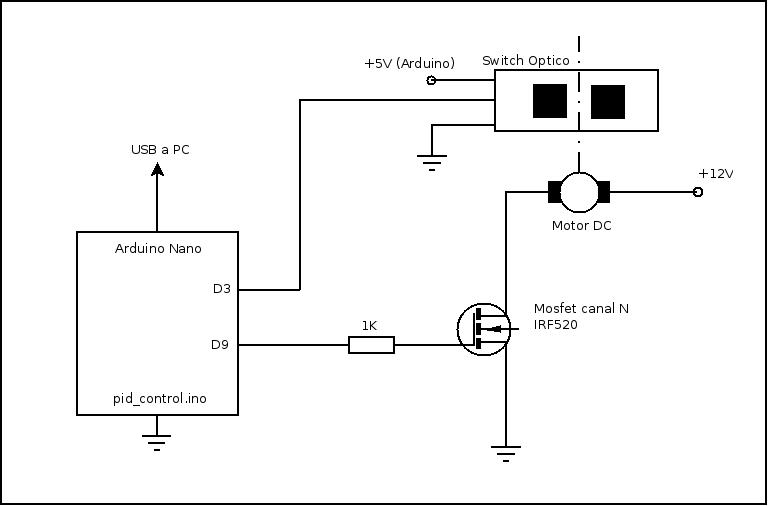 +5V (Arduino)
Switch Optico
USB a PC
+12V
Motor DC
Arduino Nano
D3
Mosfet canal N
IRF520
1K
D9
pid_control.ino